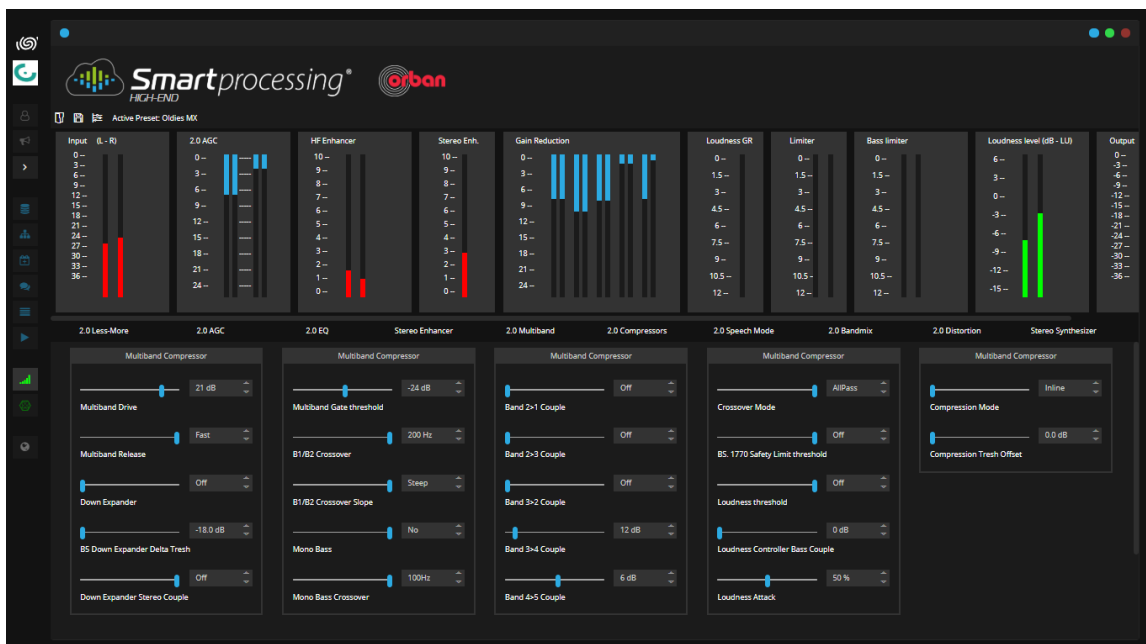 Smartprocessing®
HIGH-END
orban
Active Preset: Oldies MX
Input (L - R)
0 –
3 –
6 –
9 –
12 –
15 –
18 –
21 –
24 –
27 –
30 –
33 –
36 –
2.0 AGC
0 –
3 –
6 –
9 –
12 –
15 –
18 –
21 –
24 –
HF Enhancer
10 –
9 –
8 –
7 –
6 –
5 –
4 –
3 –
2 –
1 –
0 –
Stereo Enh.
10 –
9 –
8 –
7 –
6 –
5 –
4 –
3 –
2 –
1 –
0 –
Gain Reduction
0 –
3 –
6 –
9 –
12 –
15 –
18 –
21 –
24 –
Loudness GR
0 –
1.5 –
3 –
4.5 –
6 –
7.5 –
9 –
10.5 –
12 –
Limiter
0 –
1.5 –
3 –
4.5 –
6 –
7.5 –
9 –
10.5 –
12 –
Bass limiter
0 –
1.5 –
3 –
4.5 –
6 –
7.5 –
9 –
10.5 –
12 –
Loudness level (dB - LU)
6 –
3 –
0 –
-3 –
-6 –
-9 –
-12 –
-15 –
Output
0 –
-3 –
-6 –
-9 –
-12 –
-15 –
-18 –
-21 –
-24 –
-27 –
-30 –
-33 –
-36 –
2.0 Less-More 2.0 AGC 2.0 EQ Stereo Enhancer 2.0 Multiband 2.0 Compressors 2.0 Speech Mode 2.0 Bandmix 2.0 Distortion Stereo Synthesizer
Multiband Compressor
21 dB
Multiband Drive
Fast
Multiband Release
Off
Down Expander
-18.0 dB
B5 Down Expander Delta Tresh
Off
Down Expander Stereo Couple
Multiband Compressor
-24 dB
Multiband Gate threshold
200 Hz
B1/B2 Crossover
Steep
B1/B2 Crossover Slope
No
Mono Bass
100Hz
Mono Bass Crossover
Multiband Compressor
Off
Band 2>1 Couple
Off
Band 2>3 Couple
Off
Band 3>2 Couple
12 dB
Band 3>4 Couple
6 dB
Band 4>5 Couple
Multiband Compressor
AllPass
Crossover Mode
Off
BS. 1770 Safety Limit threshold
Off
Loudness threshold
0 dB
Loudness Controller Bass Couple
50 %
Loudness Attack
Multiband Compressor
Inline
Compression Mode
0.0 dB
Compression Tresh Offset